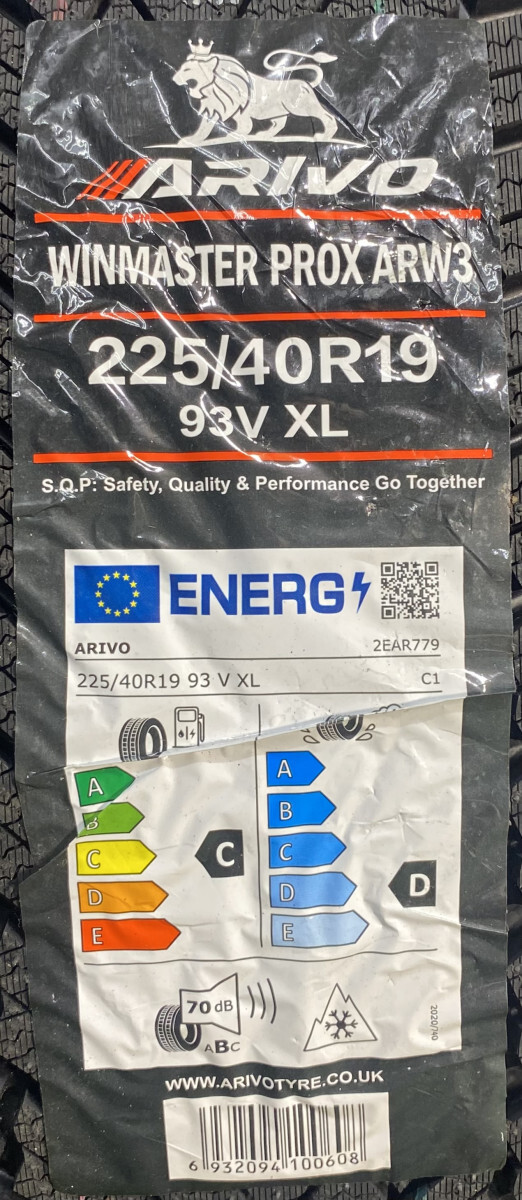 ARIVO
WINMASTER PROX ARW3
225/40R19
93V XL
S.Q.P: Safety, Quality & Performance Go Together
ENERG
ARIVO 2EAR779
225/40R19 93 V XL C1
A A
B B
C C C
D D D
E E
70 dB
ABC
2020/740
WWW.ARIVOTYRE.CO.UK
6 932094 100608